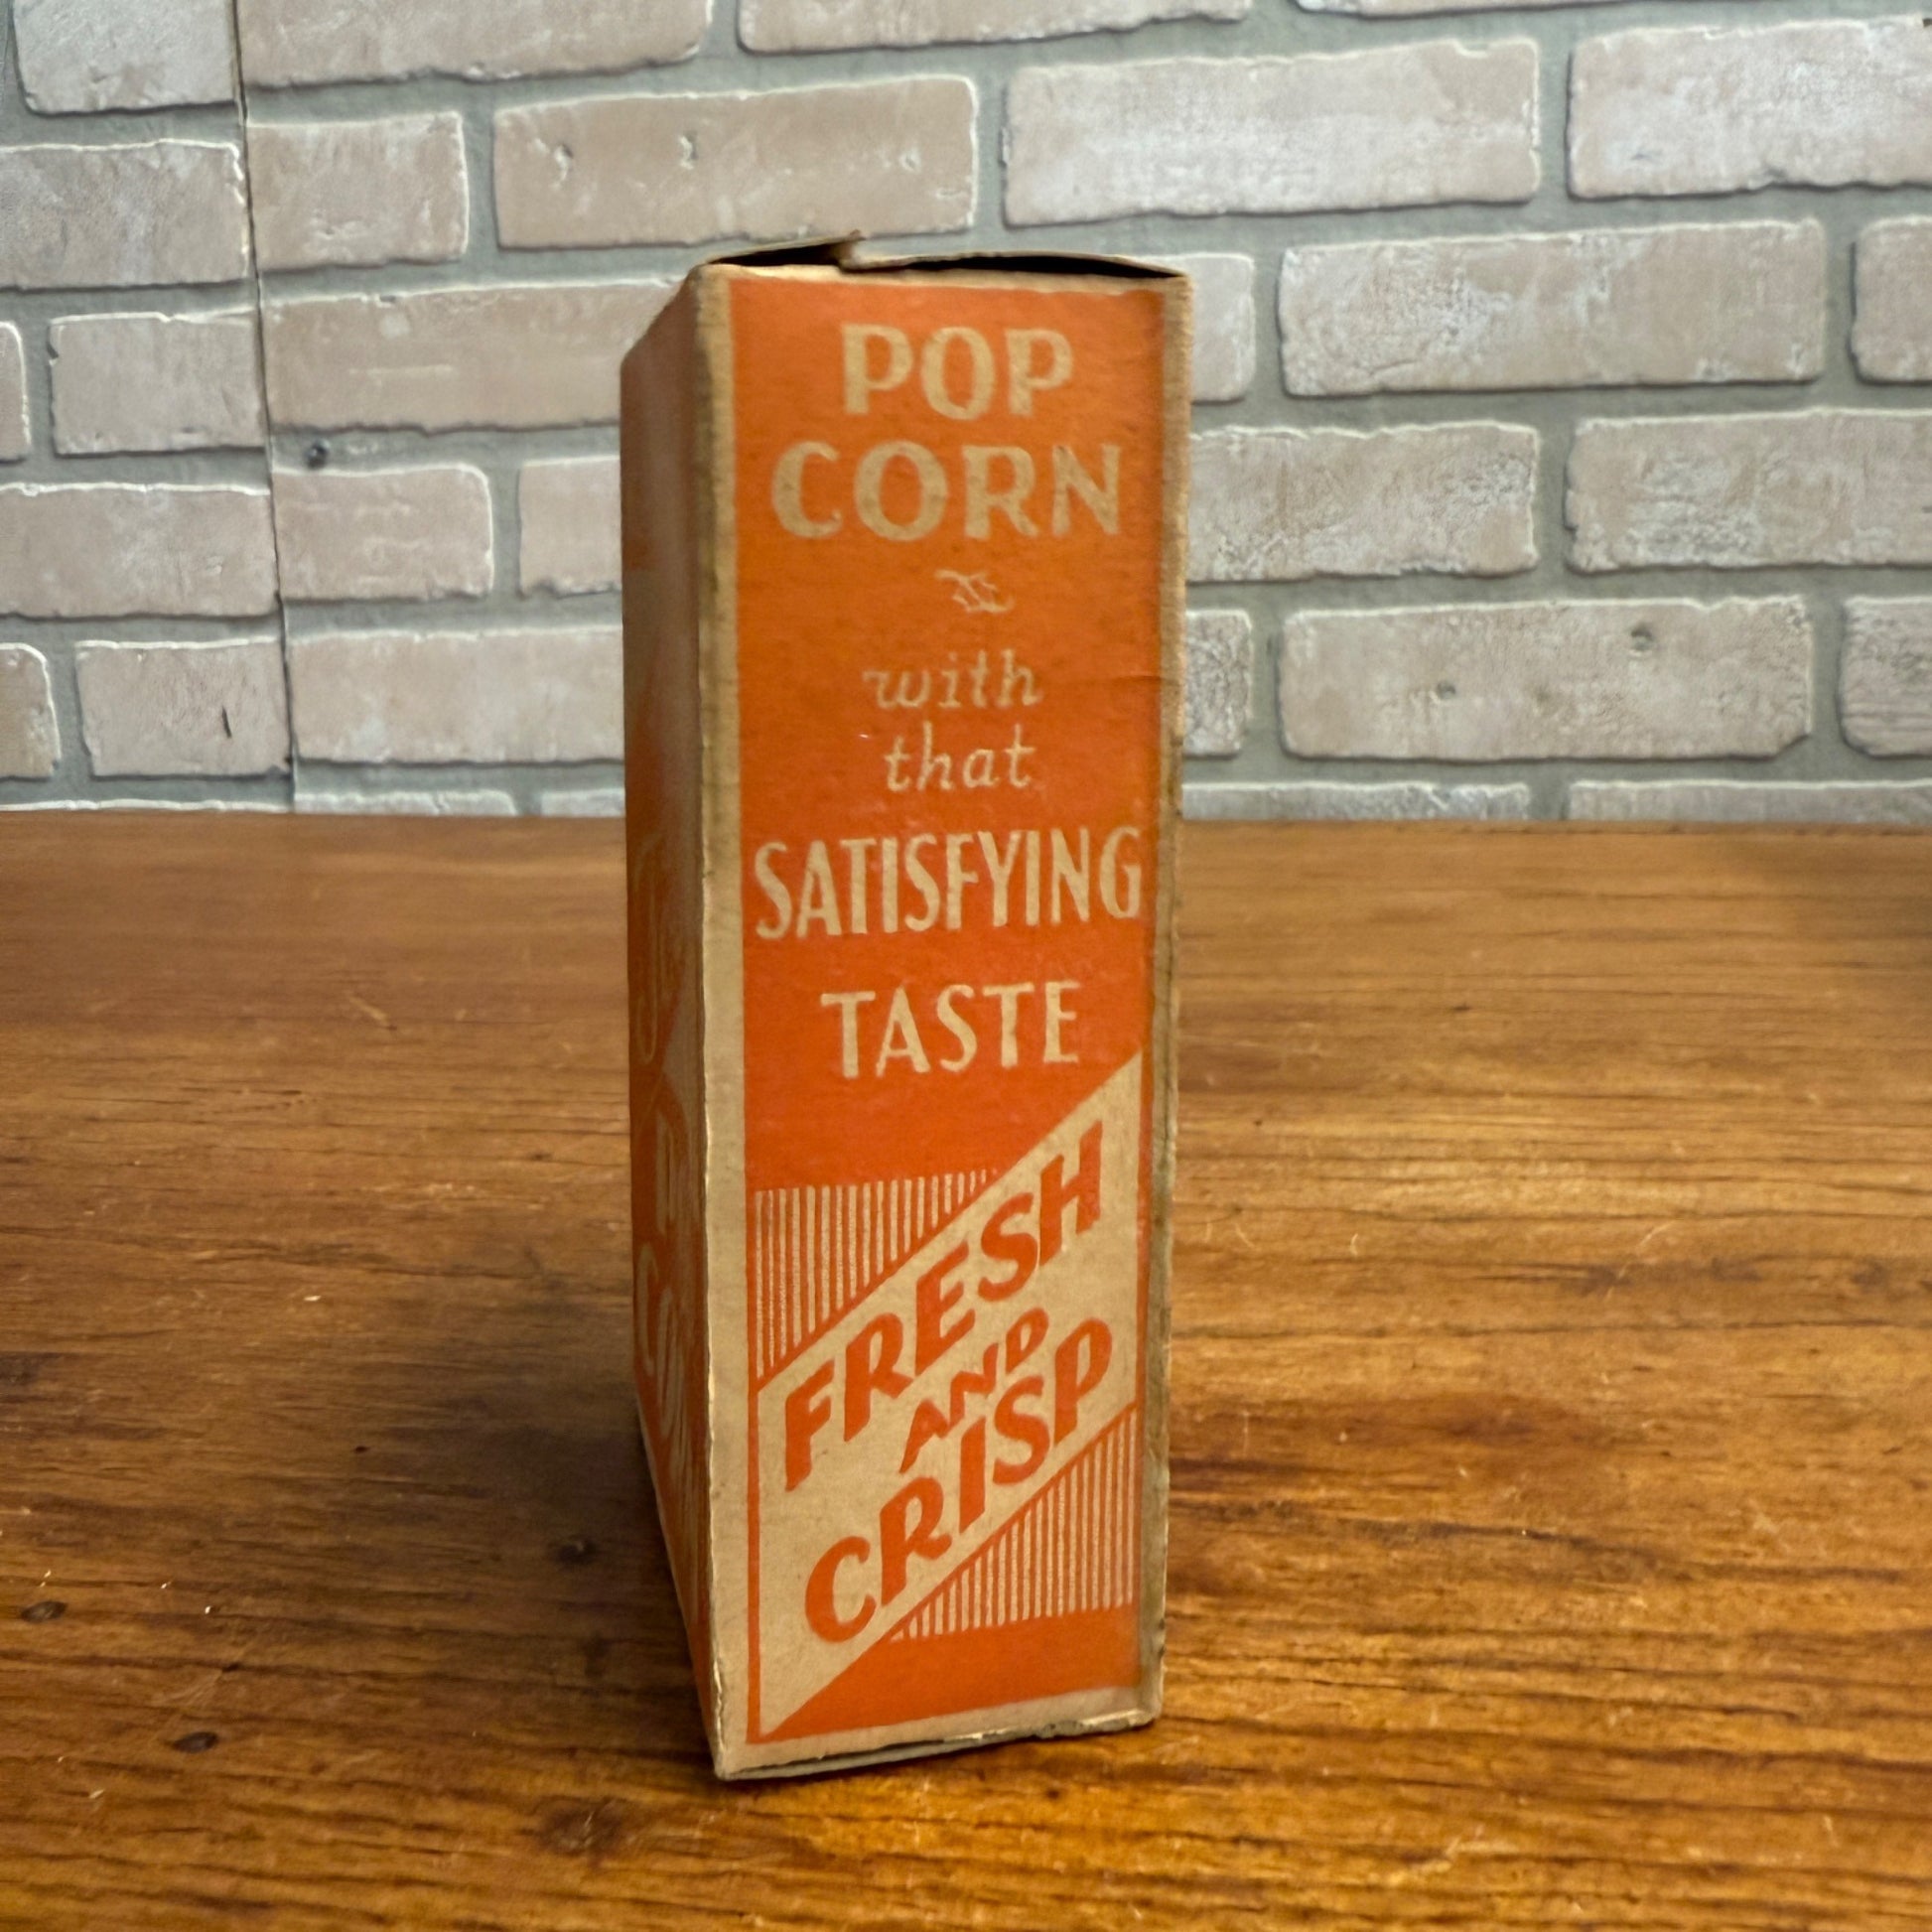 POP
CORN
with
that
SATISFYING
TASTE
FRESH
AND
CRISP